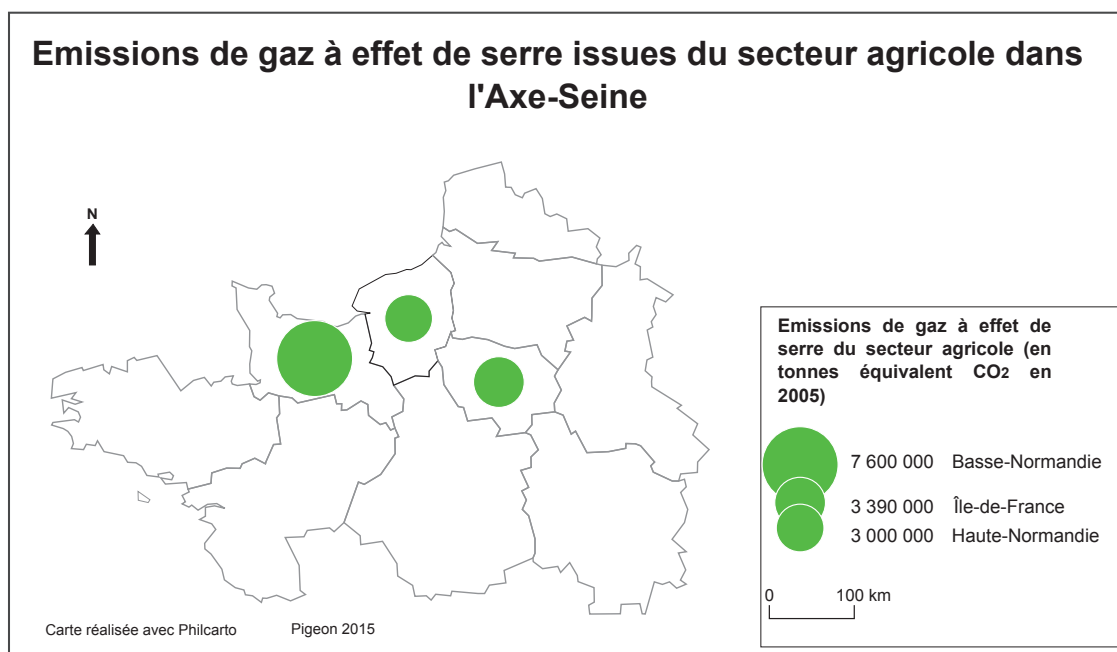 Emissions de gaz à effet de serre issues du secteur agricole dans
l'Axe-Seine
N
Emissions de gaz à effet de
serre du secteur agricole (en
tonnes équivalent CO2 en
2005)
7 600 000 Basse-Normandie
3 390 000 Île-de-France
3 000 000 Haute-Normandie
0 100 km
Carte réalisée avec Philcarto Pigeon 2015